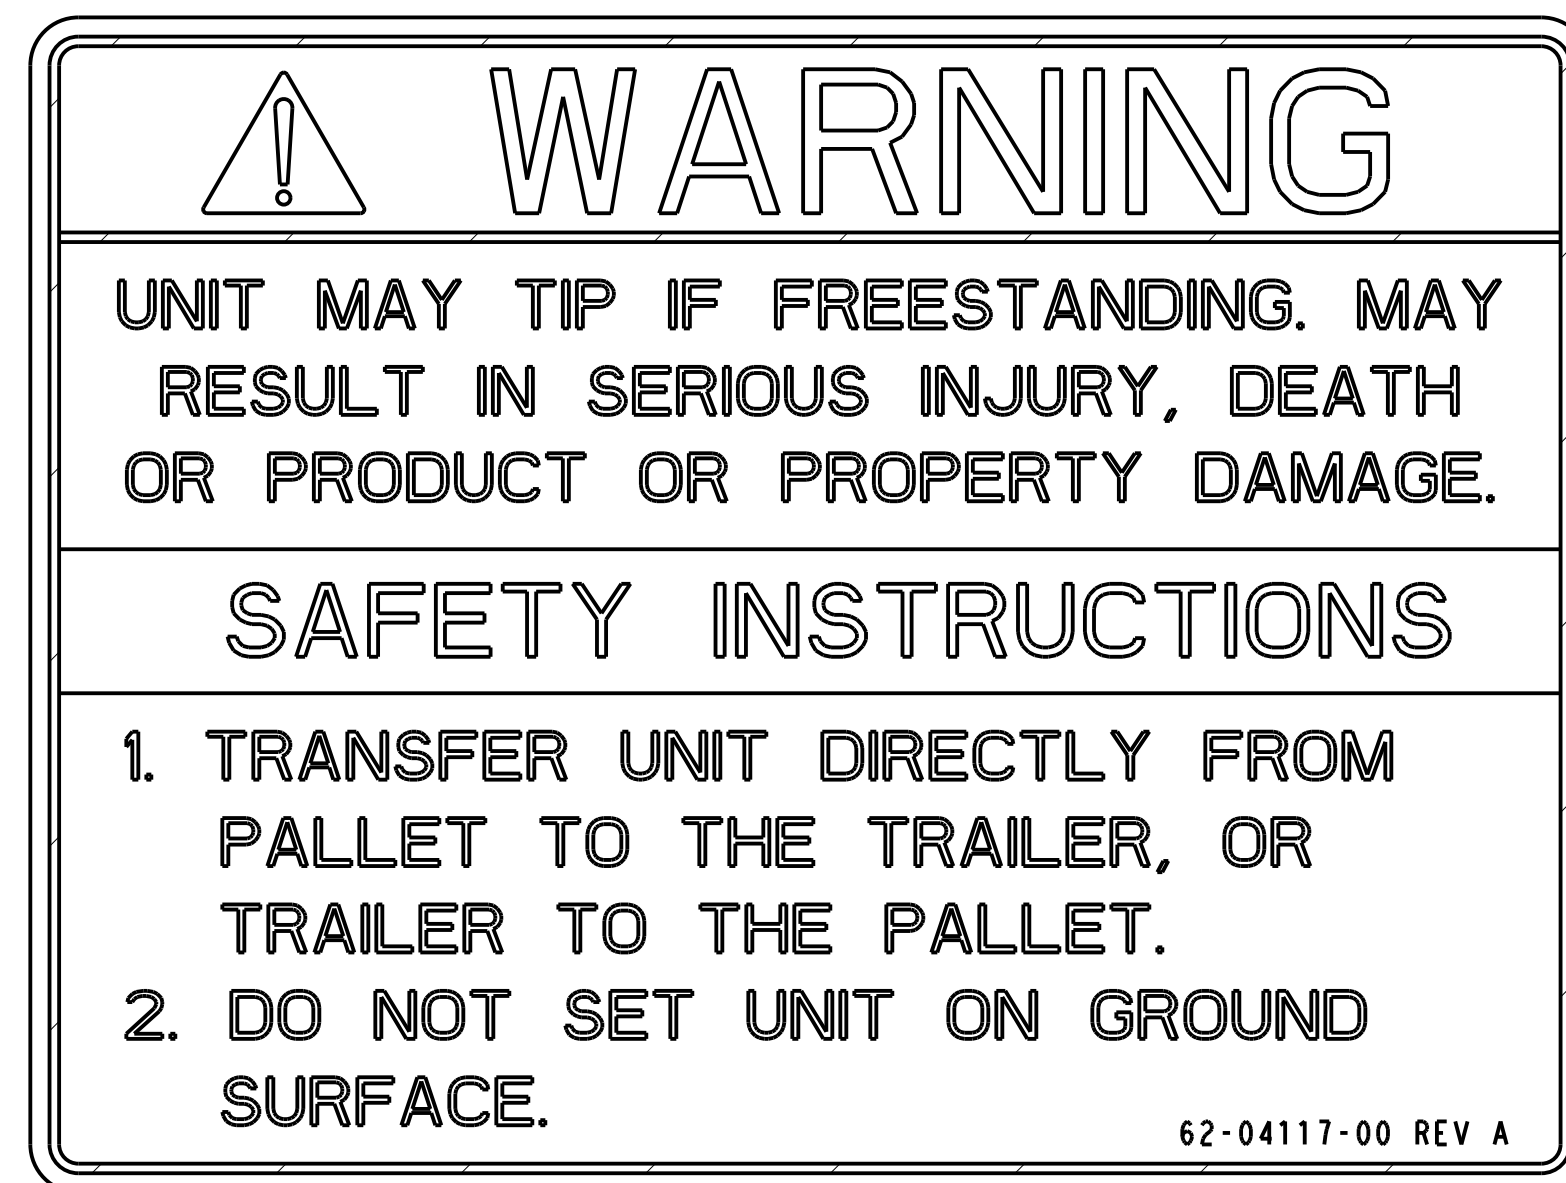 WARNING
UNIT MAY TIP IF FREESTANDING. MAY
RESULT IN SERIOUS INJURY, DEATH
OR PRODUCT OR PROPERTY DAMAGE.
SAFETY INSTRUCTIONS
1. TRANSFER UNIT DIRECTLY FROM
PALLET TO THE TRAILER, OR
TRAILER TO THE PALLET.
2. DO NOT SET UNIT ON GROUND
SURFACE.
62-04117-00 REV A